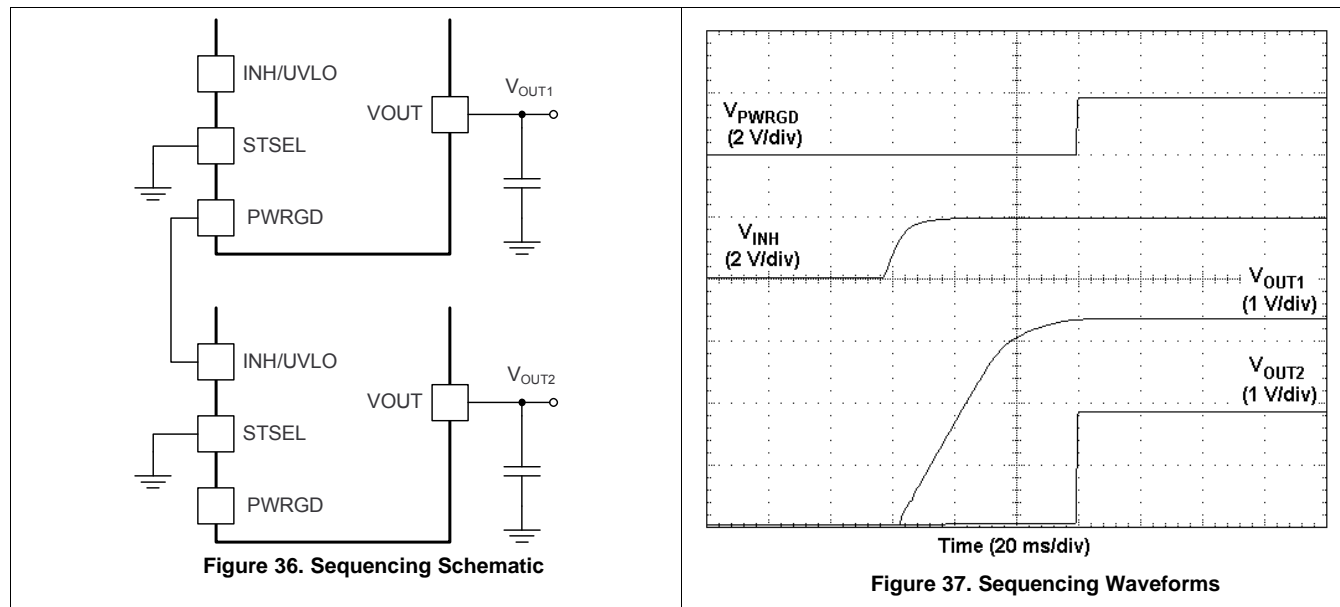 INH/UVLO
VOUT
VOUT1
STSEL
PWRGD
INH/UVLO
VOUT
VOUT2
STSEL
PWRGD
Figure 36. Sequencing Schematic
VPWRGD
(2 V/div)
VINH
(2 V/div)
VOUT1
(1 V/div)
VOUT2
(1 V/div)
Time (20 ms/div)
Figure 37. Sequencing Waveforms